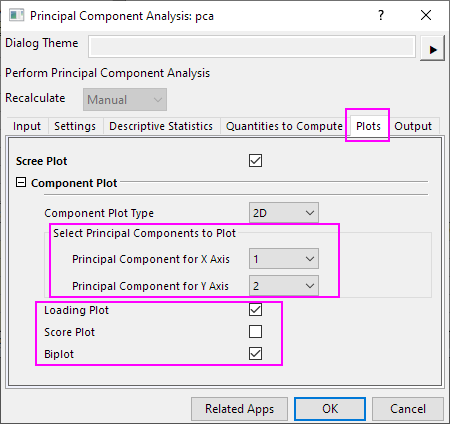 Principal Component Analysis: pca
Dialog Theme
Perform Principal Component Analysis
Recalculate Manual
Input Settings Descriptive Statistics Quantities to Compute Plots Output
Scree Plot
Component Plot
Component Plot Type 2D
Select Principal Components to Plot
Principal Component for X Axis 1
Principal Component for Y Axis 2
Loading Plot
Score Plot
Biplot
Related Apps OK Cancel